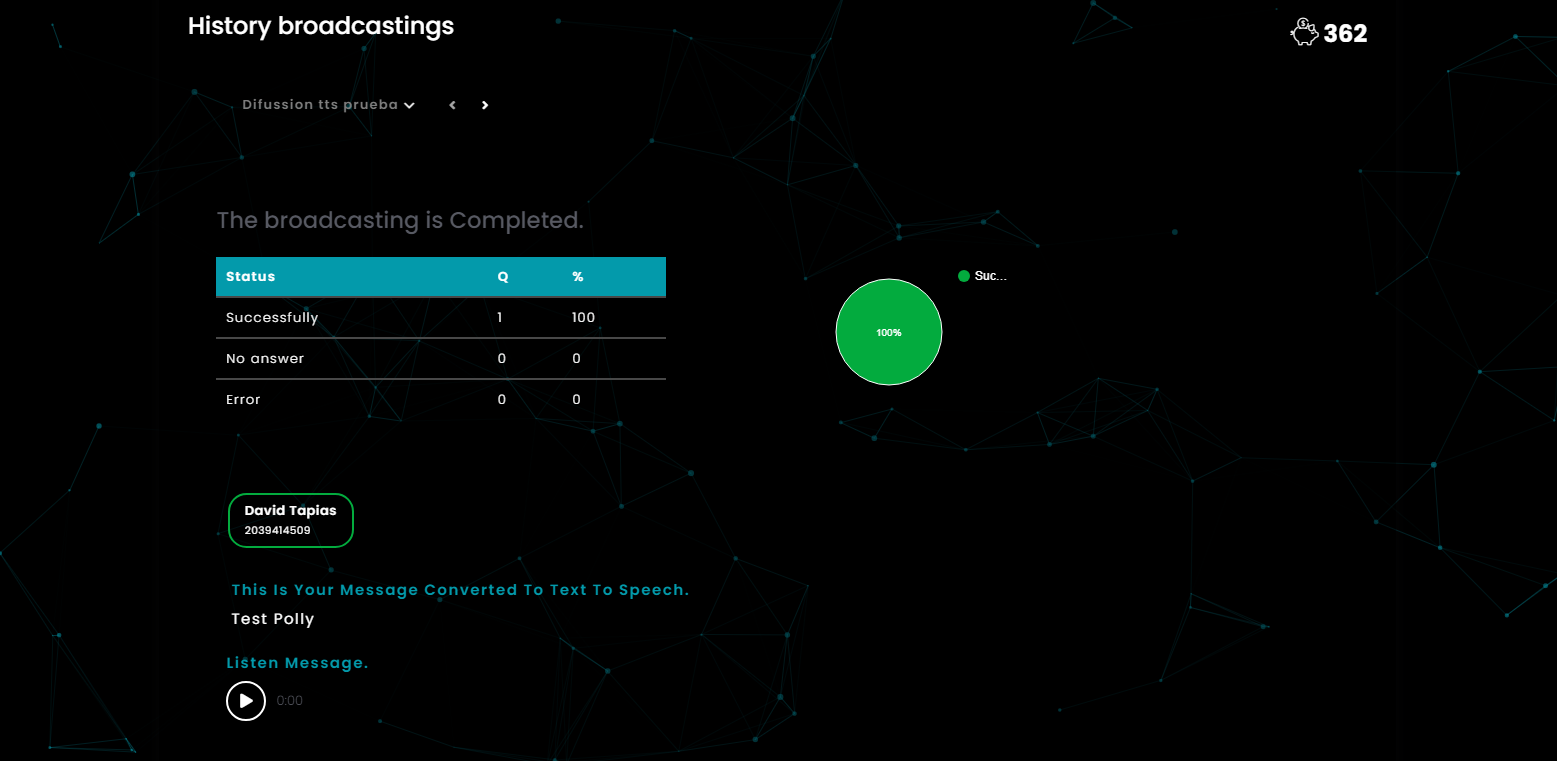 History broadcastings
362
Difussion tts prueba
The broadcasting is Completed.
Status Q %
Successfully 1 100
No answer 0 0
Error 0 0
Suc...
100%
David Tapias
2039414509
This Is Your Message Converted To Text To Speech.
Test Polly
Listen Message.
0:00